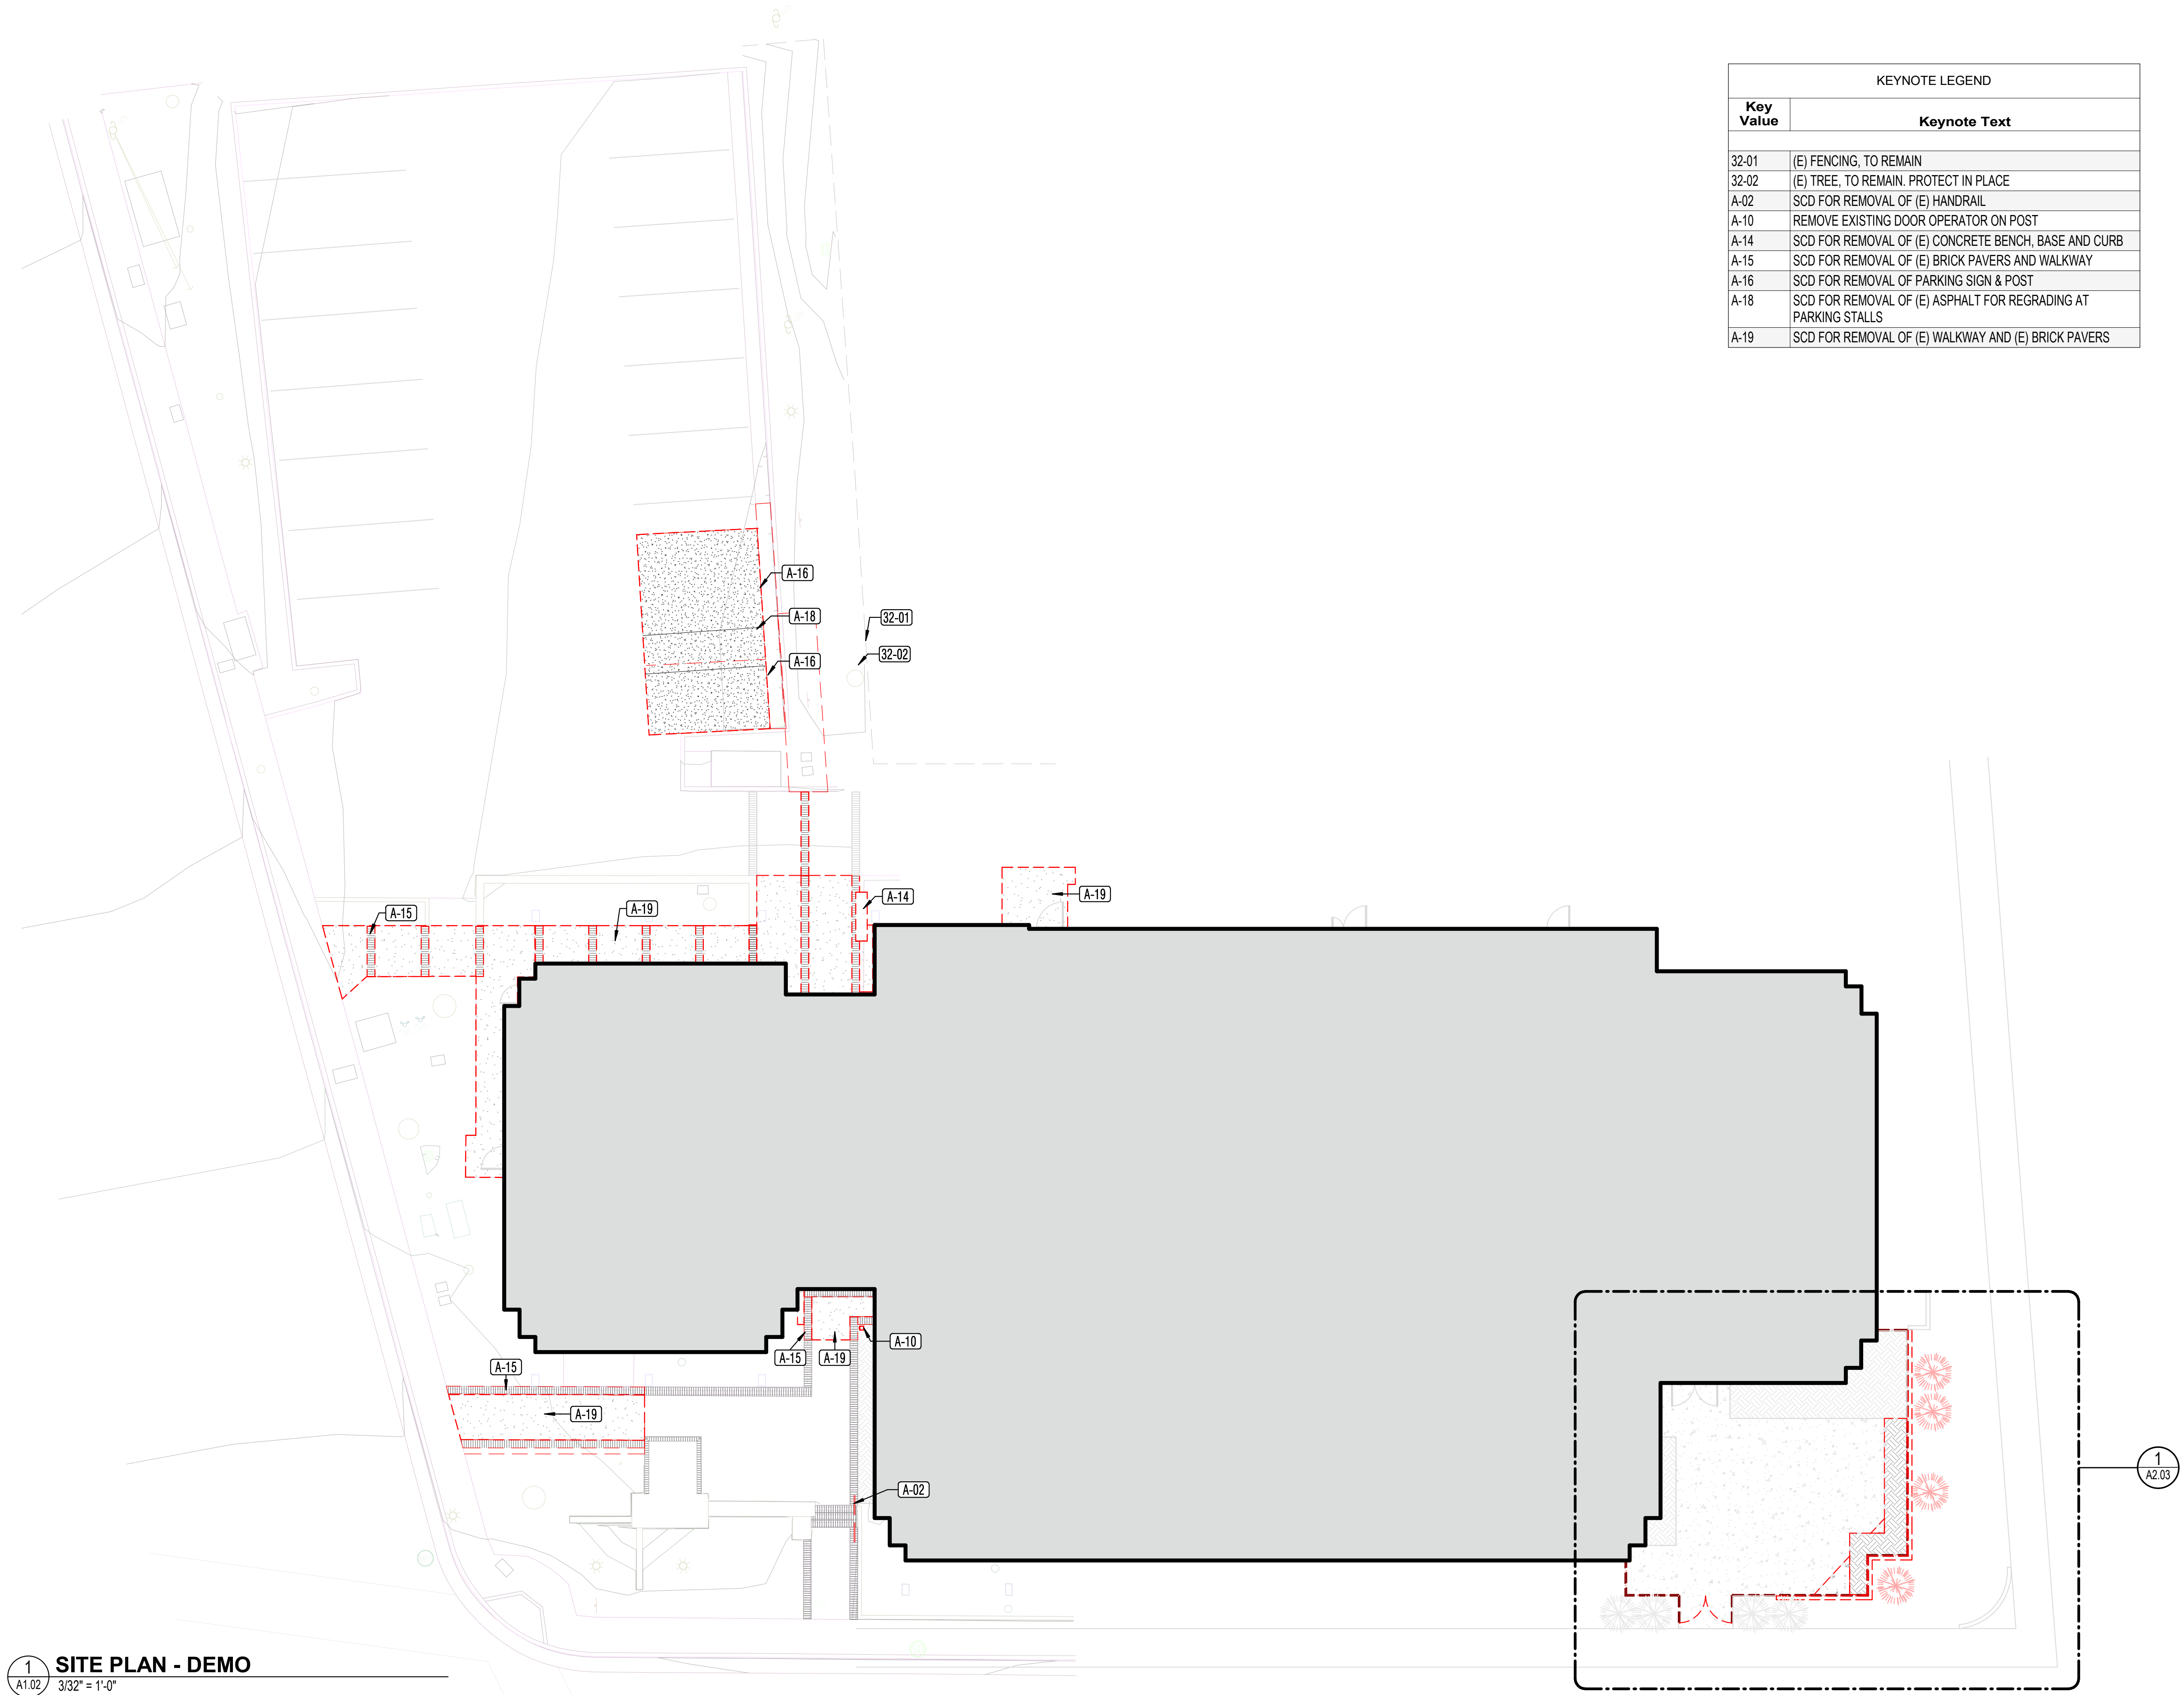 KEYNOTE LEGEND
Key Value
Keynote Text
32-01 (E) FENCING, TO REMAIN
32-02 (E) TREE, TO REMAIN. PROTECT IN PLACE
A-02 SCD FOR REMOVAL OF (E) HANDRAIL
A-10 REMOVE EXISTING DOOR OPERATOR ON POST
A-14 SCD FOR REMOVAL OF (E) CONCRETE BENCH, BASE AND CURB
A-15 SCD FOR REMOVAL OF (E) BRICK PAVERS AND WALKWAY
A-16 SCD FOR REMOVAL OF PARKING SIGN & POST
A-18 SCD FOR REMOVAL OF (E) ASPHALT FOR REGRADING AT
PARKING STALLS
A-19 SCD FOR REMOVAL OF (E) WALKWAY AND (E) BRICK PAVERS
A-16
A-18
32-01
32-02
A-16
A-14
A-19
A-15
A-19
A-10
A-15
A-19
A-15
A-19
A-02
1
A2.03
1
A1.02
SITE PLAN - DEMO
3/32" = 1'-0"